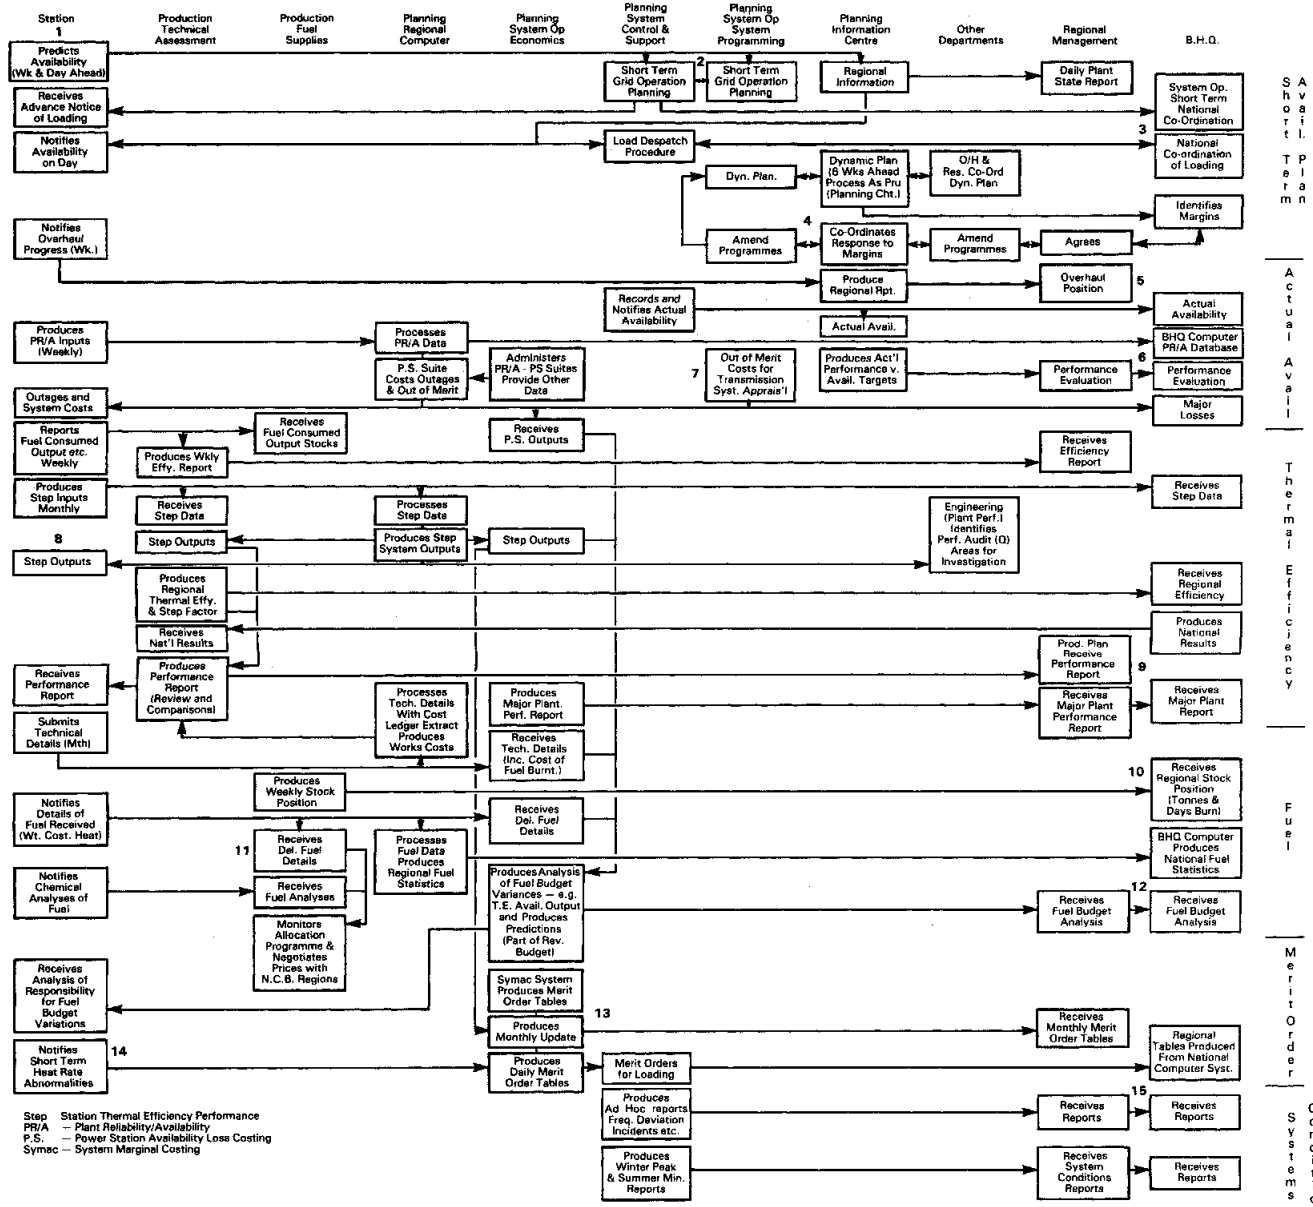 Station
Production
Technical
Assessment
Production
Fuel
Supplies
Planning
Regional
Computer
Planning
System Op
Economics
Planning
System
Control &
Support
Planning
System Op
System
Programming
Planning
Information
Centre
Other
Departments
Regional
Management
B.H.Q.
1
Predicts
Availability
(Wk & Day Ahead)
Short Term
Grid Operation
Planning
2
Short Term
Grid Operation
Planning
Regional
Information
Daily Plant
State Report
System Op.
Short Term
National
Co-Ordination
Receives
Advance Notice
of Loading
Notifies
Availability
on Day
Load Despatch
Procedure
3
National
Co-ordination
of Loading
Dyn. Plan.
Dynamic Plan
(6 Wks Ahead
Process As Pru
(Planning Cht.)
O/H &
Res. Co-Ord
Dyn. Plan
Identifies
Margins
Notifies
Overhaul
Progress (Wk.)
Amend
Programmes
4
Co-Ordinates
Response to
Margins
Amend
Programmes
Agrees
Produce
Regional Rpt.
Overhaul
Position
5
Records and
Notifies Actual
Availability
Actual Avail.
Actual
Availability
Produces
PR/A Inputs
(Weekly)
Processes
PR/A Data
BHQ Computer
PR/A Database
P.S. Suite
Costs Outages
& Out of Merit
Administers
PR/A - PS Suites
Provide Other
Data
7
Out of Merit
Costs for
Transmission
Syst. Apprais'l
Produces Act'l
Performance v.
Avail. Targets
Performance
Evaluation
6
Performance
Evaluation
Outages and
System Costs
Major
Losses
Reports
Fuel Consumed
Output etc.
Weekly
Receives
Fuel Consumed
Output Stocks
Receives
P.S. Outputs
Produces Wkly
Effy. Report
Receives
Efficiency
Report
Produces
Step Inputs
Monthly
Receives
Step Data
Processes
Step Data
Receives
Step Data
Engineering
(Plant Perf.)
Identifies
Perf. Audit (Q)
Areas for
Investigation
Step Outputs
Produces Step
System Outputs
Step Outputs
8
Step Outputs
Produces
Regional
Thermal Effy.
& Step Factor
Receives
Regional
Efficiency
Receives
Nat'l Results
Produces
National
Results
Receives
Performance
Report
Produces
Performance
Report
(Review and
Comparisons)
Prod. Plan
Receive
Performance
Report
9
Processes
Tech. Details
With Cost
Ledger Extract
Produces
Works Costs
Produces
Major Plant.
Perf. Report
Receives
Major Plant
Performance
Report
Receives
Major Plant
Report
Submits
Technical
Details (Mth)
Receives
Tech. Details
(Inc. Cost of
Fuel Burnt.)
Produces
Weekly Stock
Position
10
Receives
Regional Stock
Position
(Tonnes &
Days Burn)
Notifies
Details of
Fuel Received
(Wt. Cost. Heat)
Receives
Del. Fuel
Details
11
Receives
Del. Fuel
Details
Processes
Fuel Data
Produces
Regional Fuel
Statistics
BHQ Computer
Produces
National Fuel
Statistics
Notifies
Chemical
Analyses of
Fuel
Receives
Fuel Analyses
Produces Analysis
of Fuel Budget
Variances — e.g.
T.E. Avail. Output
and Produces
Predictions
(Part of Rev.
Budget)
Receives
Fuel Budget
Analysis
12
Receives
Fuel Budget
Analysis
Monitors
Allocation
Programme &
Negotiates
Prices with
N.C.B. Regions
Receives
Analysis of
Responsibility
for Fuel
Budget
Variations
Symac System
Produces Merit
Order Tables
13
Produces
Monthly Update
Receives
Monthly Merit
Order Tables
Notifies
Short Term
Heat Rate
Abnormalities
14
Produces
Daily Merit
Order Tables
Merit Orders
for Loading
Regional
Tables Produced
From National
Computer Syst.
Produces
Ad Hoc reports
Freq. Deviation
Incidents etc.
Receives
Reports
15
Receives
Reports
Produces
Winter Peak
& Summer Min.
Reports
Receives
System
Conditions
Reports
Receives
Reports
Short Term
Avail. Plan
Actual Avail
Thermal Efficiency
Fuel
Merit Order
Systems
Step Station Thermal Efficiency Performance
PR/A — Plant Reliability/Availability
P.S. — Power Station Availability Loss Costing
Symac — System Marginal Costing